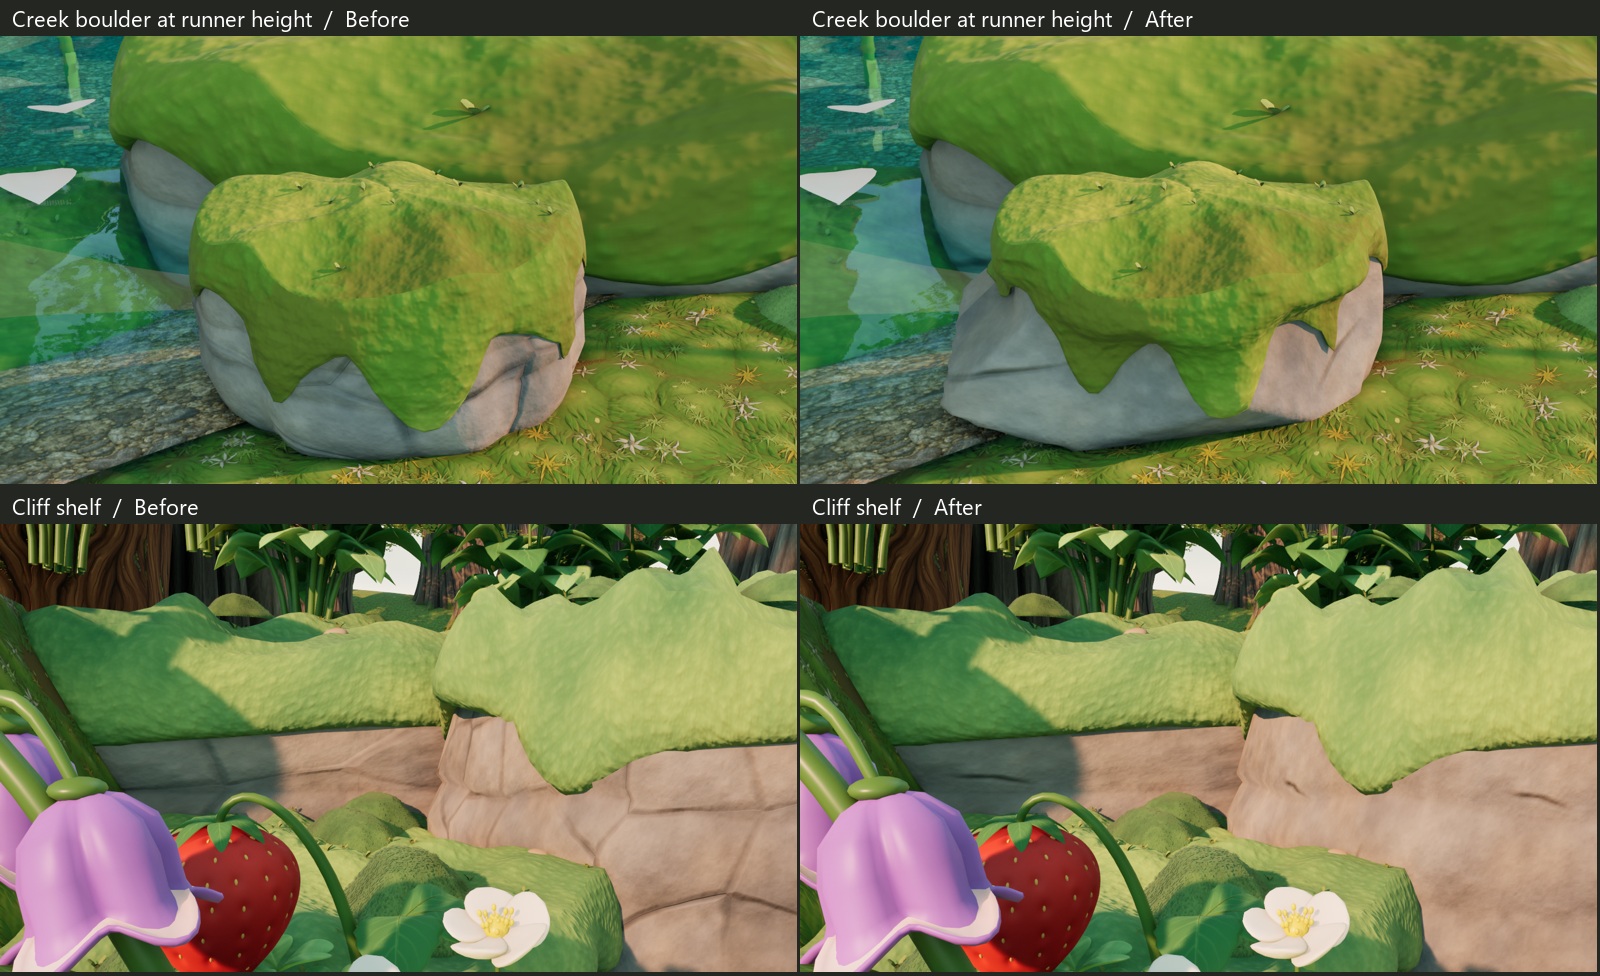 Creek boulder at runner height / Before
Creek boulder at runner height / After
Cliff shelf / Before
Cliff shelf / After